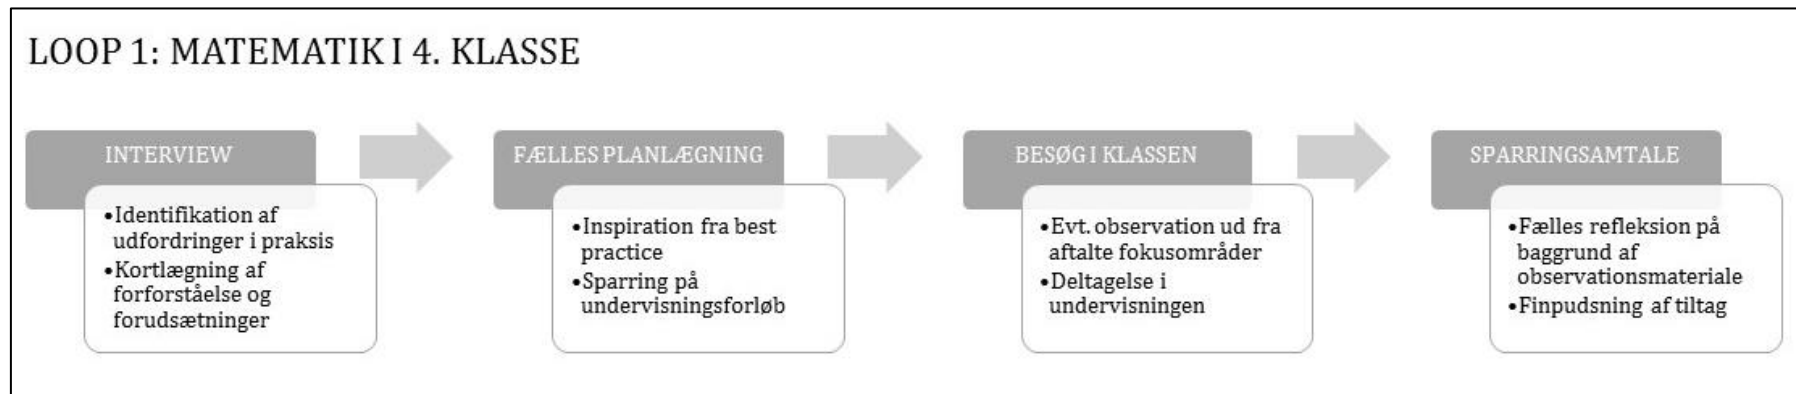 LOOP 1: MATEMATIK I 4. KLASSE
INTERVIEW
•Identifikation af
udfordringer i praksis
•Kortlægning af
forforståelse og
forudsætninger
FÆLLES PLANLÆGNING
•Inspiration fra best
practice
•Sparring på
undervisningsforløb
BESØG I KLASSEN
•Evt. observation ud fra
aftalte fokusområder
•Deltagelse i
undervisningen
SPARRINGSAMTALE
•Fælles refleksion på
baggrund af
observationsmateriale
•Finpudsning af tiltag